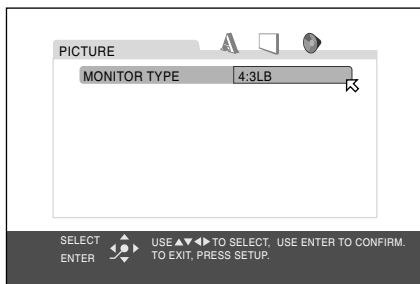 PICTURE
MONITOR TYPE 4:3LB
SELECT
ENTER
USE ▲▼◀▶ TO SELECT, USE ENTER TO CONFIRM.
TO EXIT, PRESS SETUP.